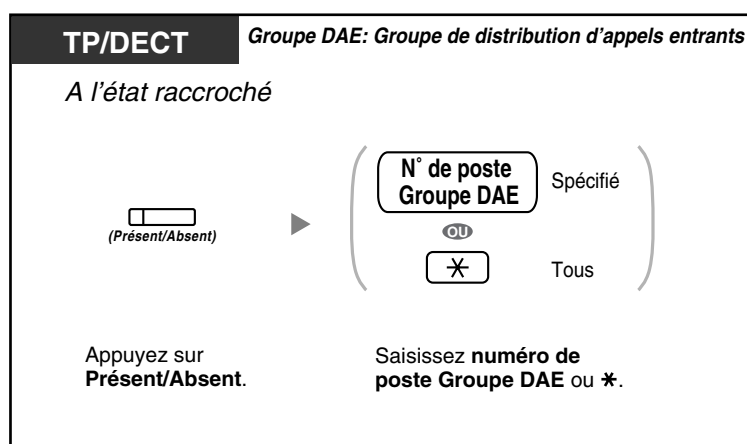 TP/DECT
Groupe DAE: Groupe de distribution d'appels entrants
A l'état raccroché
(Présent/Absent)
N° de poste
Groupe DAE
Spécifié
OU
* Tous
Appuyez sur
Présent/Absent.
Saisissez numéro de
poste Groupe DAE ou *.